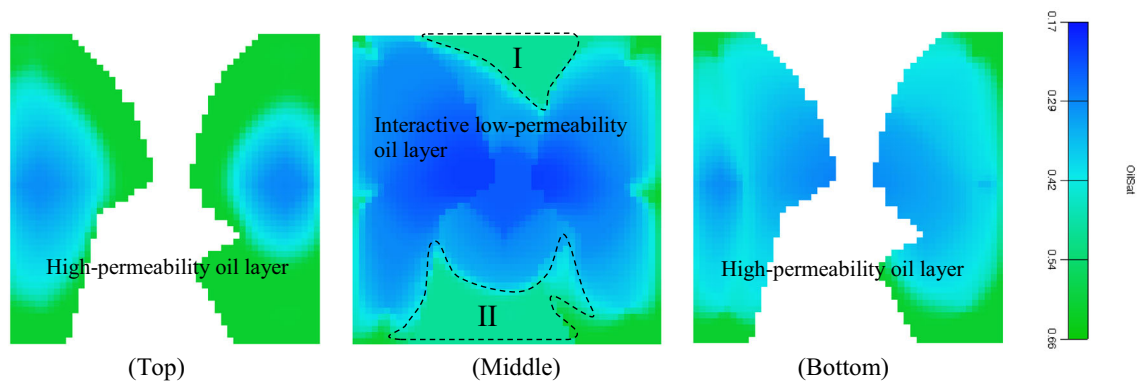 I
Interactive low-permeability
oil layer
High-permeability oil layer
II
High-permeability oil layer
(Top)
(Middle)
(Bottom)
0.17
0.29
0.42
0.54
0.66
OilSat